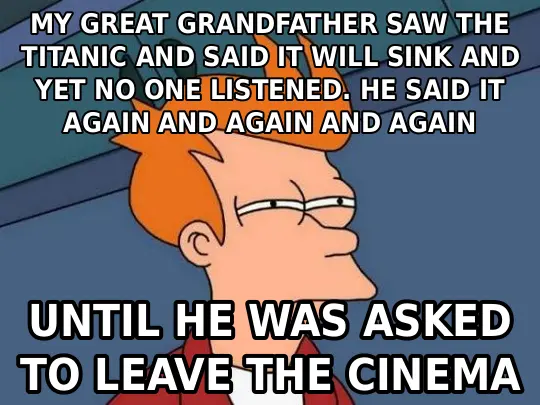 MY GREAT GRANDFATHER SAW THE
TITANIC AND SAID IT WILL SINK AND
YET NO ONE LISTENED. HE SAID IT
AGAIN AND AGAIN AND AGAIN
UNTIL HE WAS ASKED
TO LEAVE THE CINEMA